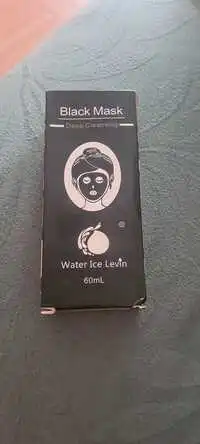 Black Mask
Deep Cleansing
Water Ice Levin
60mL